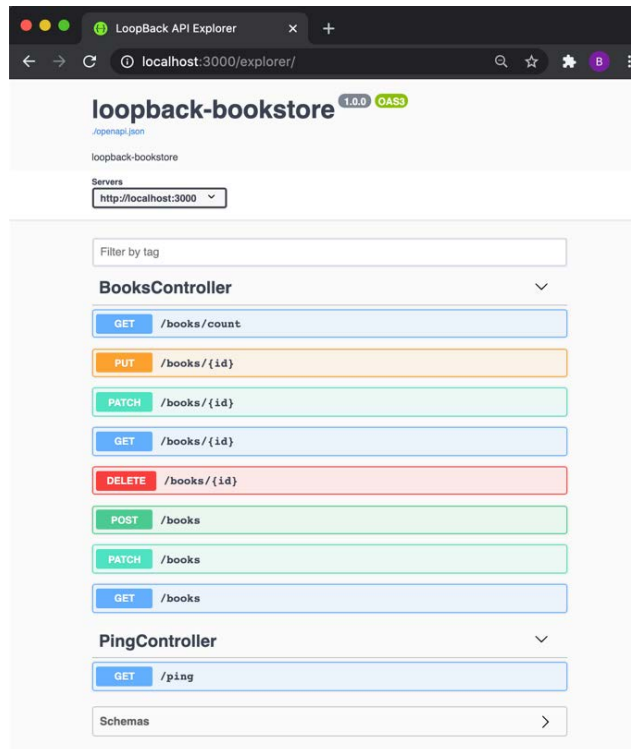 LoopBack API Explorer
localhost:3000/explorer/
B
loopback-bookstore 1.0.0 OAS3
./openapi.json
loopback-bookstore
Servers
http://localhost:3000
Filter by tag
BooksController
GET /books/count
PUT /books/{id}
PATCH /books/{id}
GET /books/{id}
DELETE /books/{id}
POST /books
PATCH /books
GET /books
PingController
GET /ping
Schemas